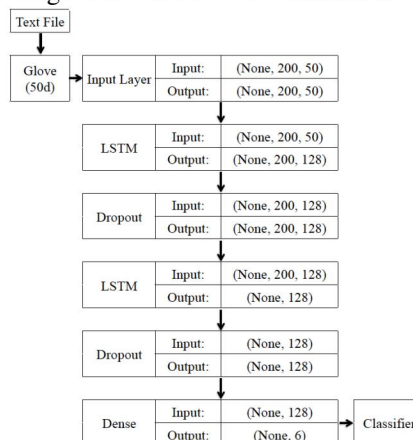 Text File
Glove
(50d)
Input Layer
Input: (None, 200, 50)
Output: (None, 200, 50)
LSTM
Input: (None, 200, 50)
Output: (None, 200, 128)
Dropout
Input: (None, 200, 128)
Output: (None, 200, 128)
LSTM
Input: (None, 200, 128)
Output: (None, 128)
Dropout
Input: (None, 128)
Output: (None, 128)
Dense
Input: (None, 128)
Output: (None, 6)
Classifier